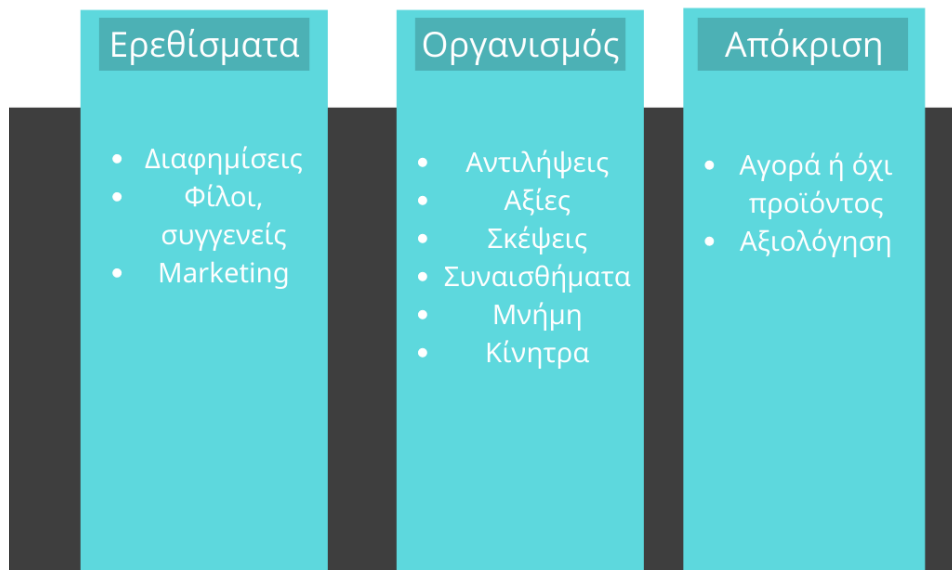 Ερεθίσματα
• Διαφημίσεις
• Φίλοι,
συγγενείς
• Marketing
Οργανισμός
• Αντιλήψεις
• Αξίες
• Σκέψεις
• Συναισθήματα
• Μνήμη
• Κίνητρα
Απόκριση
• Αγορά ή όχι
προϊόντος
• Αξιολόγηση